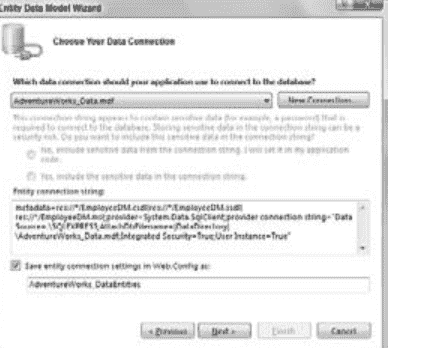 Entity Data Model Wizard
Choose Your Data Connection
Which data connection should your application use to connect to the database?
AdventureWorks_Data.mdf
New Connection...
This connection string appears to contain sensitive data (for example, a password) that is
required to connect to the database. Storing sensitive data in the connection string can be a
security risk. Do you want to include this sensitive data in the connection string?
No, exclude sensitive data from the connection string. I will set it in my application
code.
Yes, include the sensitive data in the connection string.
Entity connection string:
metadata=res://*/EmployeeDM.csdl|res://*/EmployeeDM.ssdl|
res://*/EmployeeDM.msl;provider=System.Data.SqlClient;provider connection string="Data
Source=.\SQLEXPRESS;AttachDbFilename=|DataDirectory|
\AdventureWorks_Data.mdf;Integrated Security=True;User Instance=True"
Save entity connection settings in Web.Config as:
AdventureWorks_DataEntities
< Previous
Next >
Finish
Cancel